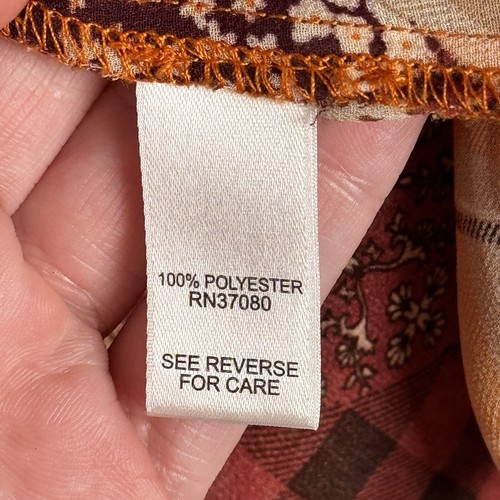 100% POLYESTER
RN37080
SEE REVERSE
FOR CARE